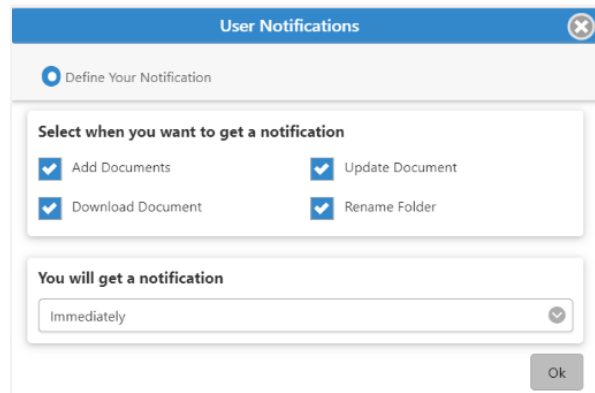 User Notifications
Define Your Notification
Select when you want to get a notification
Add Documents
Update Document
Download Document
Rename Folder
You will get a notification
Immediately
Ok